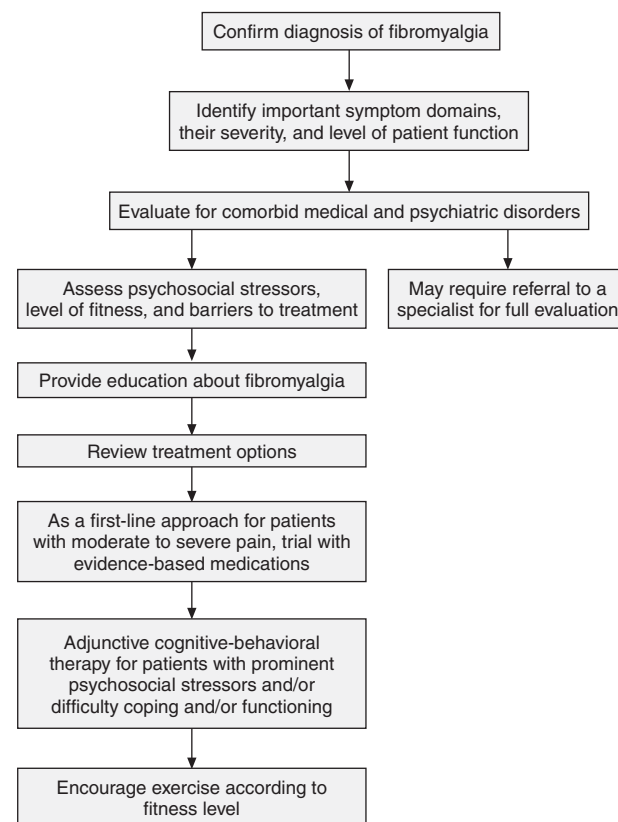 Confirm diagnosis of fibromyalgia
Identify important symptom domains,
their severity, and level of patient function
Evaluate for comorbid medical and psychiatric disorders
Assess psychosocial stressors,
level of fitness, and barriers to treatment
May require referral to a
specialist for full evaluation
Provide education about fibromyalgia
Review treatment options
As a first-line approach for patients
with moderate to severe pain, trial with
evidence-based medications
Adjunctive cognitive-behavioral
therapy for patients with prominent
psychosocial stressors and/or
difficulty coping and/or functioning
Encourage exercise according to
fitness level